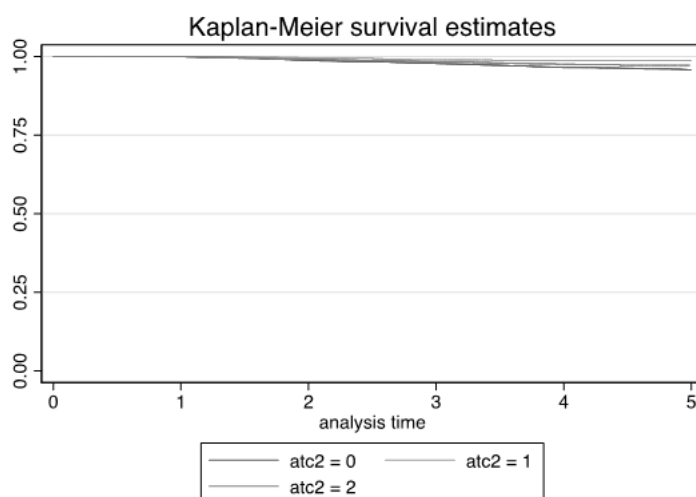 Kaplan-Meier survival estimates
1.00
0.75
0.50
0.25
0.00
0 1 2 3 4 5
analysis time
atc2 = 0 atc2 = 1
atc2 = 2